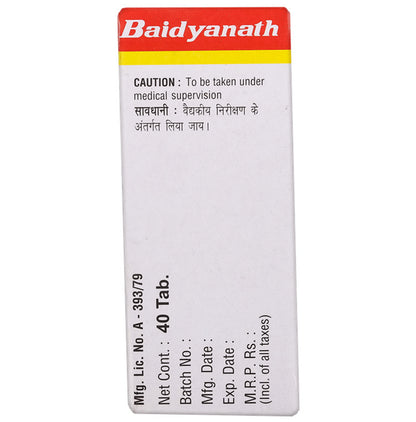 Baidyanath
CAUTION : To be taken under
medical supervision
सावधानी : वैद्यकीय निरीक्षण के
अंतर्गत लिया जाय।
Mfg. Lic. No. A - 393/79
Net Cont. : 40 Tab.
Batch No. :
Mfg. Date :
Exp. Date :
M.R.P. Rs. :
(Incl. of all taxes)